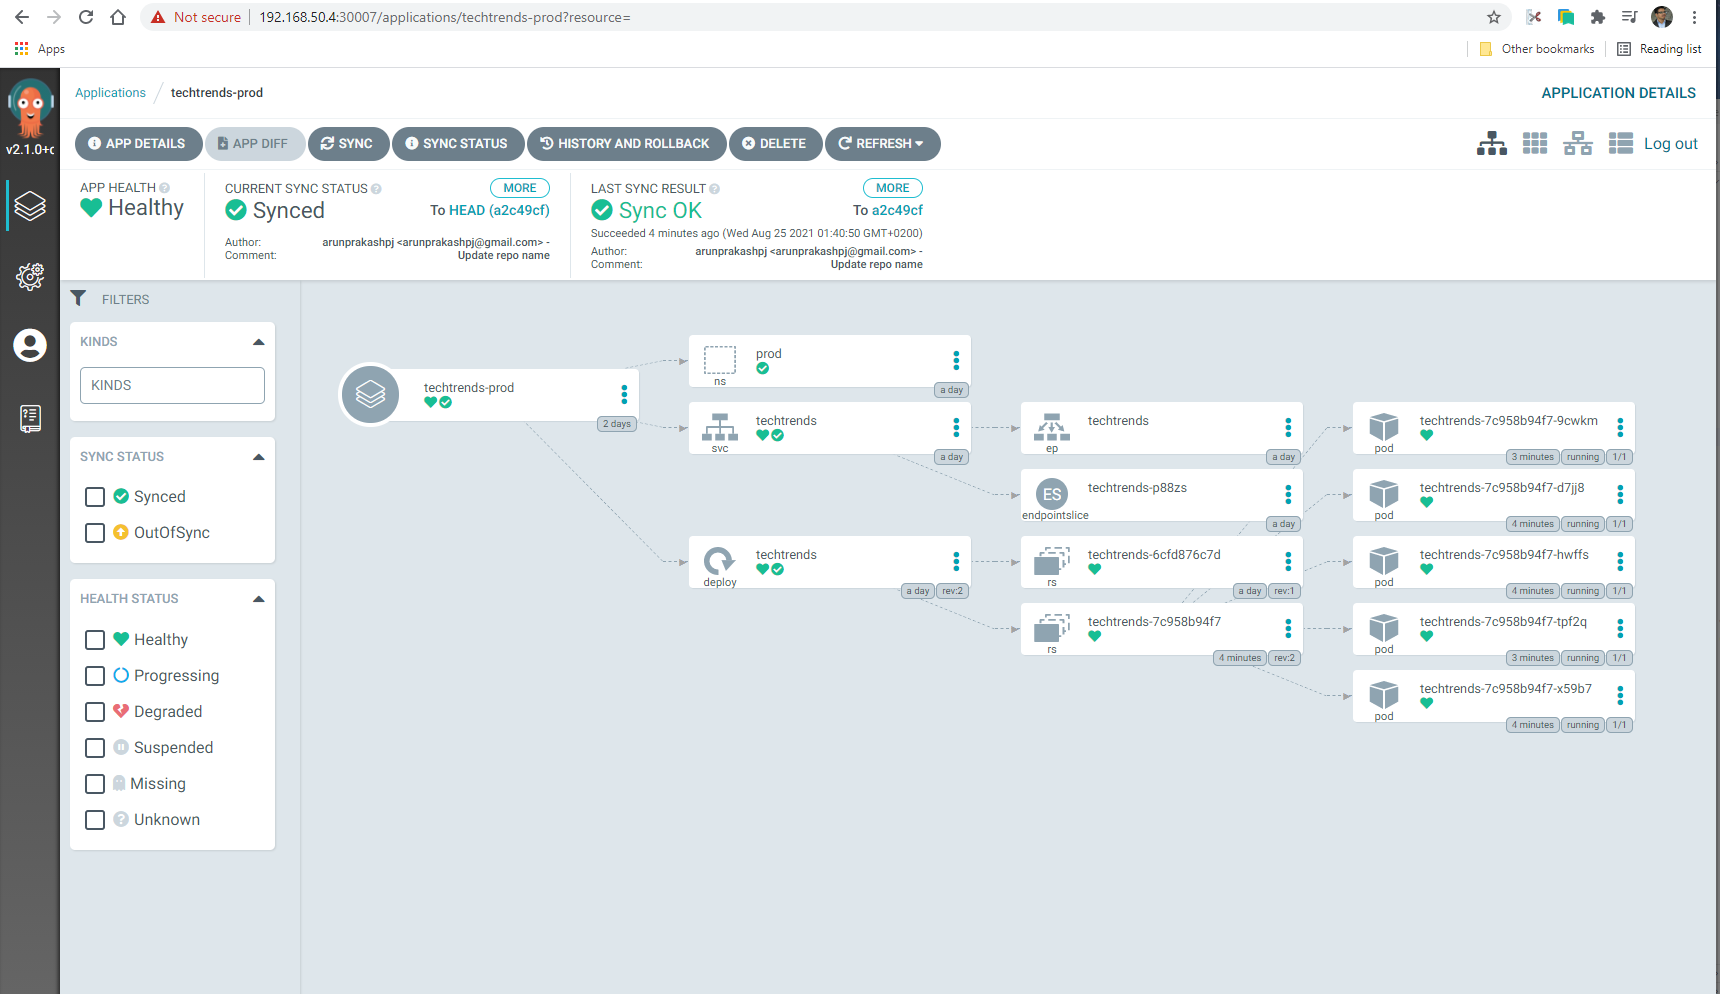 Not secure | 192.168.50.4:30007/applications/techtrends-prod?resource=
Apps
Other bookmarks
Reading list
v2.1.0+c
Applications / techtrends-prod
APPLICATION DETAILS
APP DETAILS
APP DIFF
SYNC
SYNC STATUS
HISTORY AND ROLLBACK
DELETE
REFRESH
Log out
APP HEALTH
Healthy
CURRENT SYNC STATUS
MORE
Synced
To HEAD (a2c49cf)
Author: arunprakashpj <arunprakashpj@gmail.com> -
Comment: Update repo name
LAST SYNC RESULT
MORE
Sync OK
To a2c49cf
Succeeded 4 minutes ago (Wed Aug 25 2021 01:40:50 GMT+0200)
Author: arunprakashpj <arunprakashpj@gmail.com> -
Comment: Update repo name
FILTERS
KINDS
KINDS
SYNC STATUS
Synced
OutOfSync
HEALTH STATUS
Healthy
Progressing
Degraded
Suspended
Missing
Unknown
techtrends-prod
2 days
prod
ns
a day
techtrends
svc
a day
techtrends
deploy
a day
rev:2
techtrends
ep
a day
ES
techtrends-p88zs
endpointslice
a day
techtrends-6cfd876c7d
rs
a day
rev:1
techtrends-7c958b94f7
rs
4 minutes
rev:2
techtrends-7c958b94f7-9cwkm
pod
3 minutes
running
1/1
techtrends-7c958b94f7-d7jj8
pod
4 minutes
running
1/1
techtrends-7c958b94f7-hwffs
pod
4 minutes
running
1/1
techtrends-7c958b94f7-tpf2q
pod
3 minutes
running
1/1
techtrends-7c958b94f7-x59b7
pod
4 minutes
running
1/1